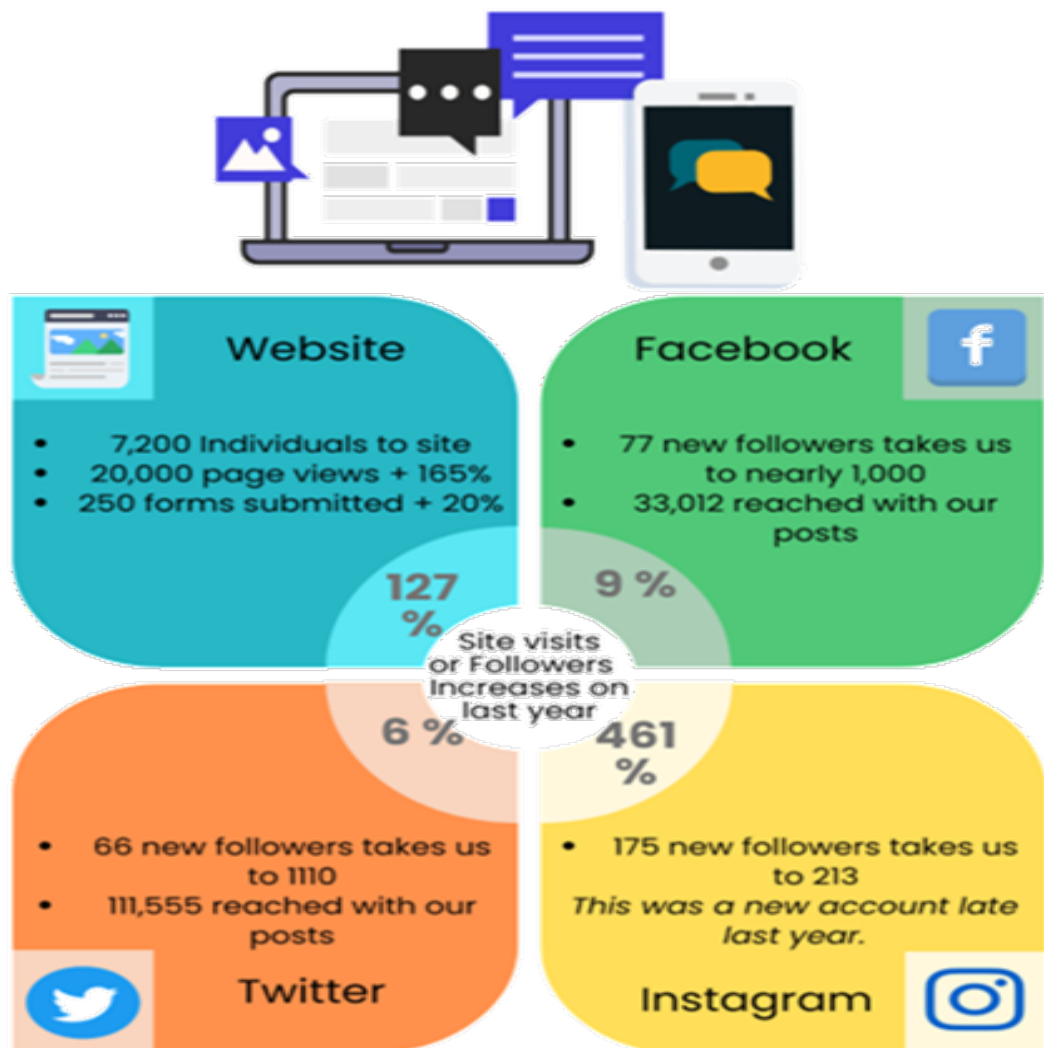 Website
• 7,200 Individuals to site
• 20,000 page views + 165%
• 250 forms submitted + 20%
127
%
Facebook
• 77 new followers takes us
to nearly 1,000
• 33,012 reached with our
posts
9 %
Site visits
or Followers
Increases on
last year
6 %
• 66 new followers takes us
to 1110
• 111,555 reached with our
posts
Twitter
461
%
• 175 new followers takes us
to 213
This was a new account late
last year.
Instagram